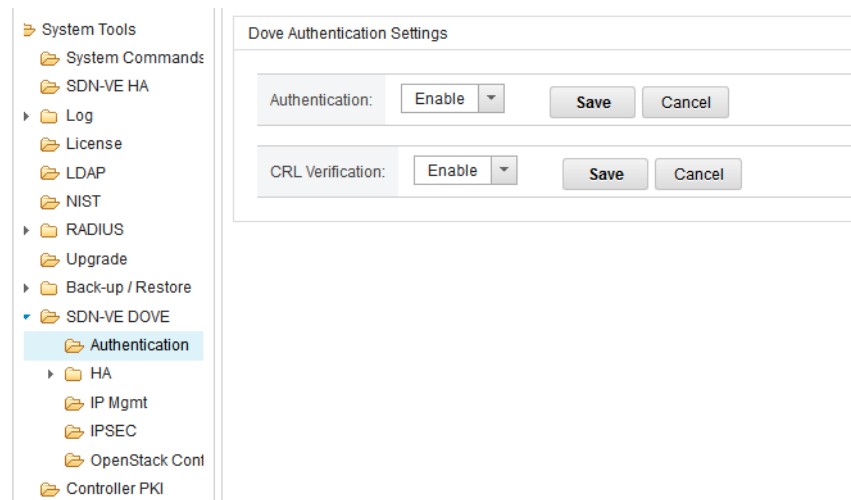 System Tools
System Commands
SDN-VE HA
Log
License
LDAP
NIST
RADIUS
Upgrade
Back-up / Restore
SDN-VE DOVE
Authentication
HA
IP Mgmt
IPSEC
OpenStack Conf
Controller PKI
Dove Authentication Settings
Authentication: Enable Save Cancel
CRL Verification: Enable Save Cancel